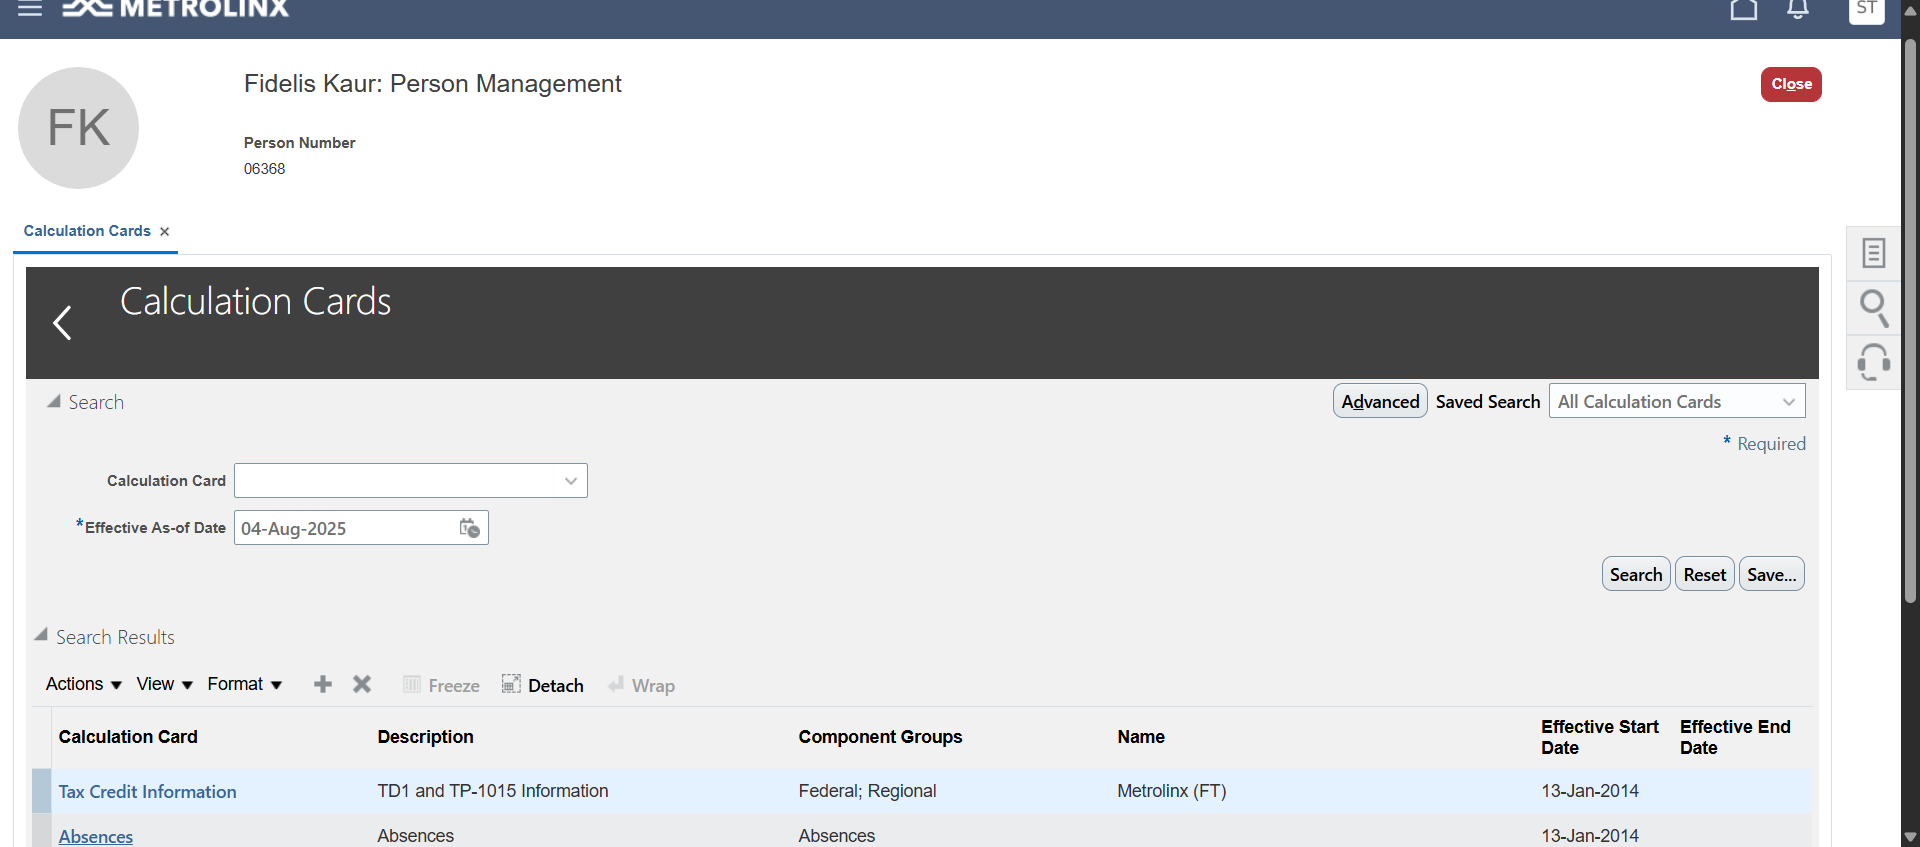 METROLINX
ST
FK
Fidelis Kaur: Person Management
Close
Person Number
06368
Calculation Cards ×
Calculation Cards
Search
Advanced Saved Search All Calculation Cards
* Required
Calculation Card
*Effective As-of Date 04-Aug-2025
Search Reset Save...
Search Results
Actions View Format Freeze Detach Wrap
Calculation Card Description Component Groups Name Effective Start Date Effective End Date
Tax Credit Information TD1 and TP-1015 Information Federal; Regional Metrolinx (FT) 13-Jan-2014
Absences Absences Absences 13-Jan-2014